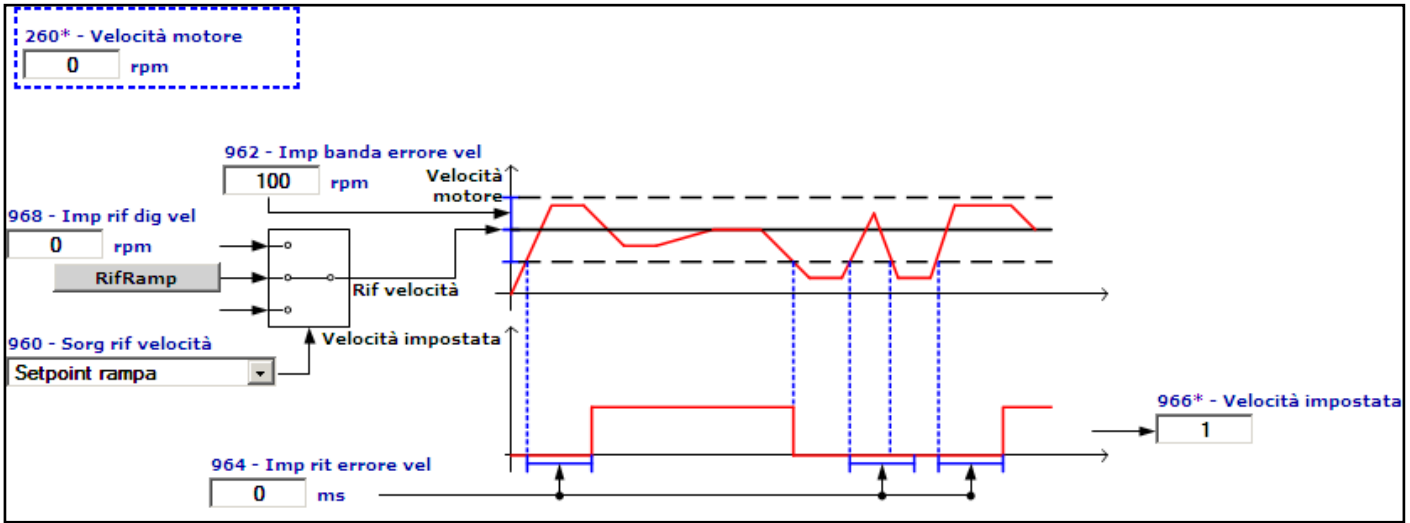 260* - Velocità motore
0 rpm
962 - Imp banda errore vel
100 rpm
Velocità
motore
968 - Imp rif dig vel
0 rpm
RifRamp
Rif velocità
960 - Sorg rif velocità
Setpoint rampa
Velocità impostata
966* - Velocità impostata
1
964 - Imp rit errore vel
0 ms